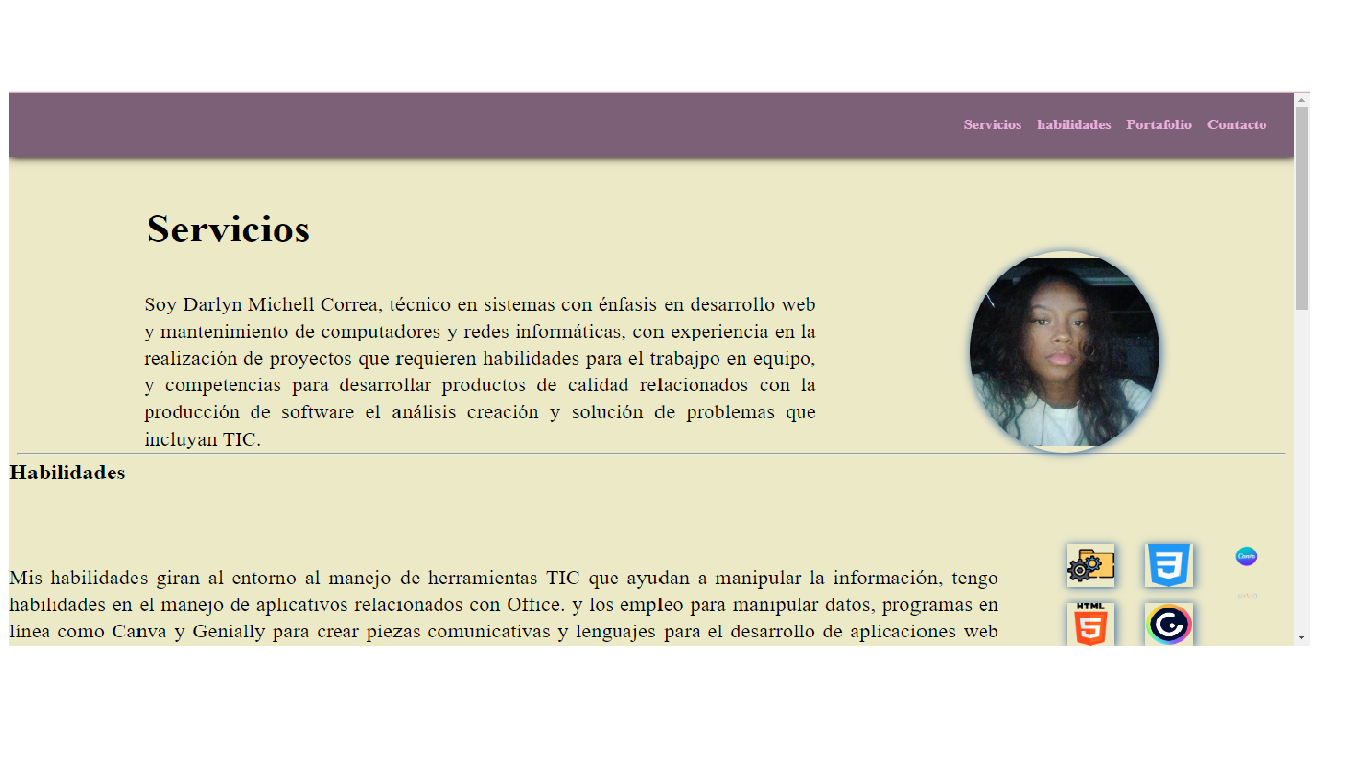 Servicios habilidades Portafolio Contacto
Servicios
Soy Darlyn Michell Correa, técnico en sistemas con énfasis en desarrollo web
y mantenimiento de computadores y redes informáticas, con experiencia en la
realización de proyectos que requieren habilidades para el trabajpo en equipo,
y competencias para desarrollar productos de calidad relacionados con la
producción de software el análisis creación y solución de problemas que
incluyan TIC.
Habilidades
Mis habilidades giran al entorno al manejo de herramientas TIC que ayudan a manipular la información, tengo
habilidades en el manejo de aplicativos relacionados con Office. y los empleo para manipular datos, programas en
línea como Canva y Genially para crear piezas comunicativas y lenguajes para el desarrollo de aplicaciones web
Canva
HTML